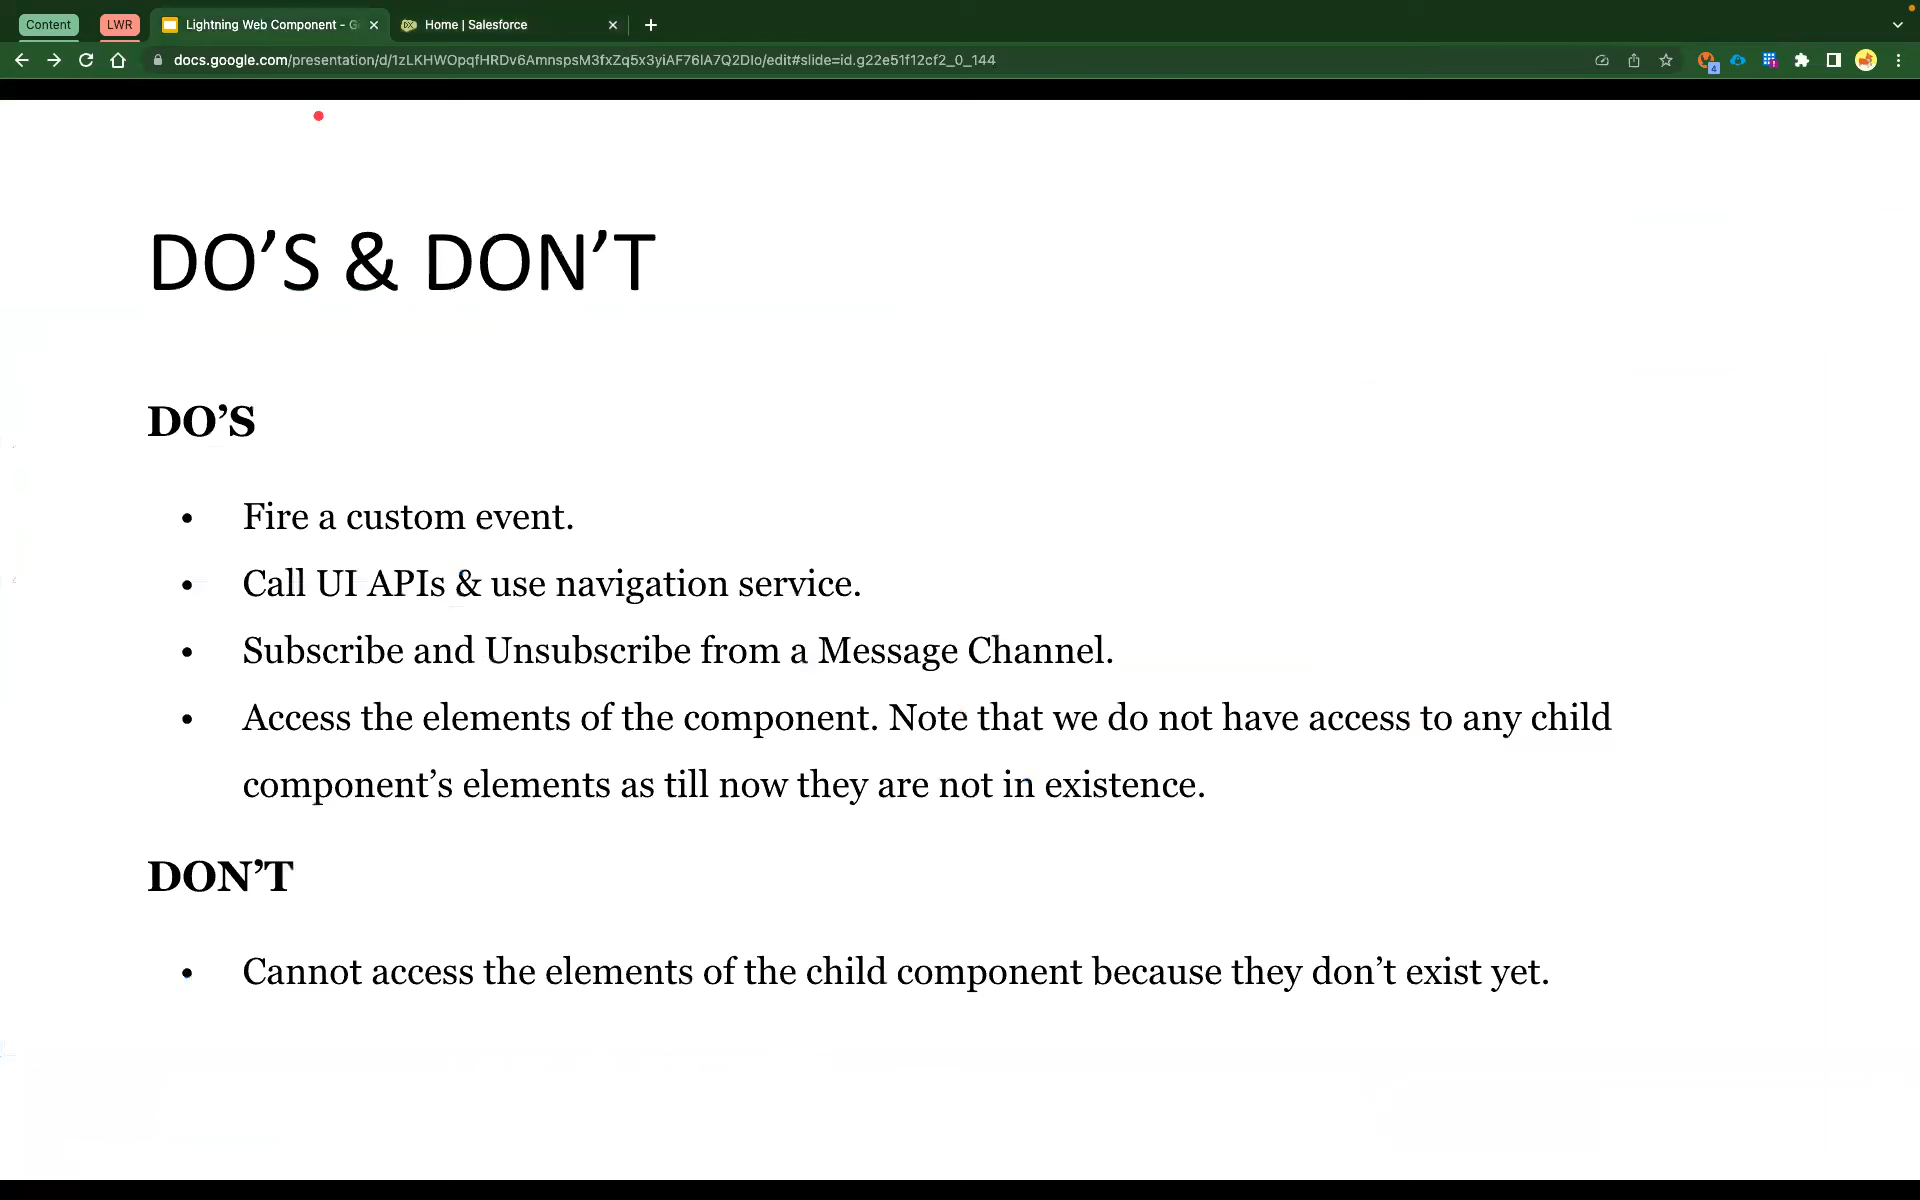 Content LWR Lightning Web Component - G Home | Salesforce
docs.google.com/presentation/d/1zLKHWOpqfHRDv6AmnspsM3fxZq5x3yiAF76lA7Q2DIo/edit#slide=id.g22e51f12cf2_0_144
4
DO’S & DON’T
DO’S
• Fire a custom event.
• Call UI APIs & use navigation service.
• Subscribe and Unsubscribe from a Message Channel.
• Access the elements of the component. Note that we do not have access to any child
component’s elements as till now they are not in existence.
DON’T
• Cannot access the elements of the child component because they don’t exist yet.